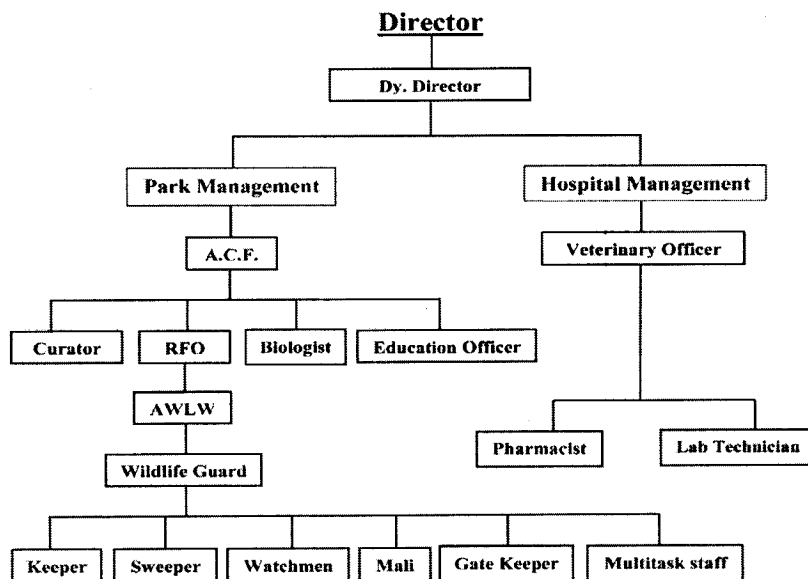 Director
Dy. Director
Park Management
Hospital Management
A.C.F.
Veterinary Officer
Curator
RFO
Biologist
Education Officer
AWLW
Pharmacist
Lab Technician
Wildlife Guard
Keeper
Sweeper
Watchmen
Mali
Gate Keeper
Multitask staff